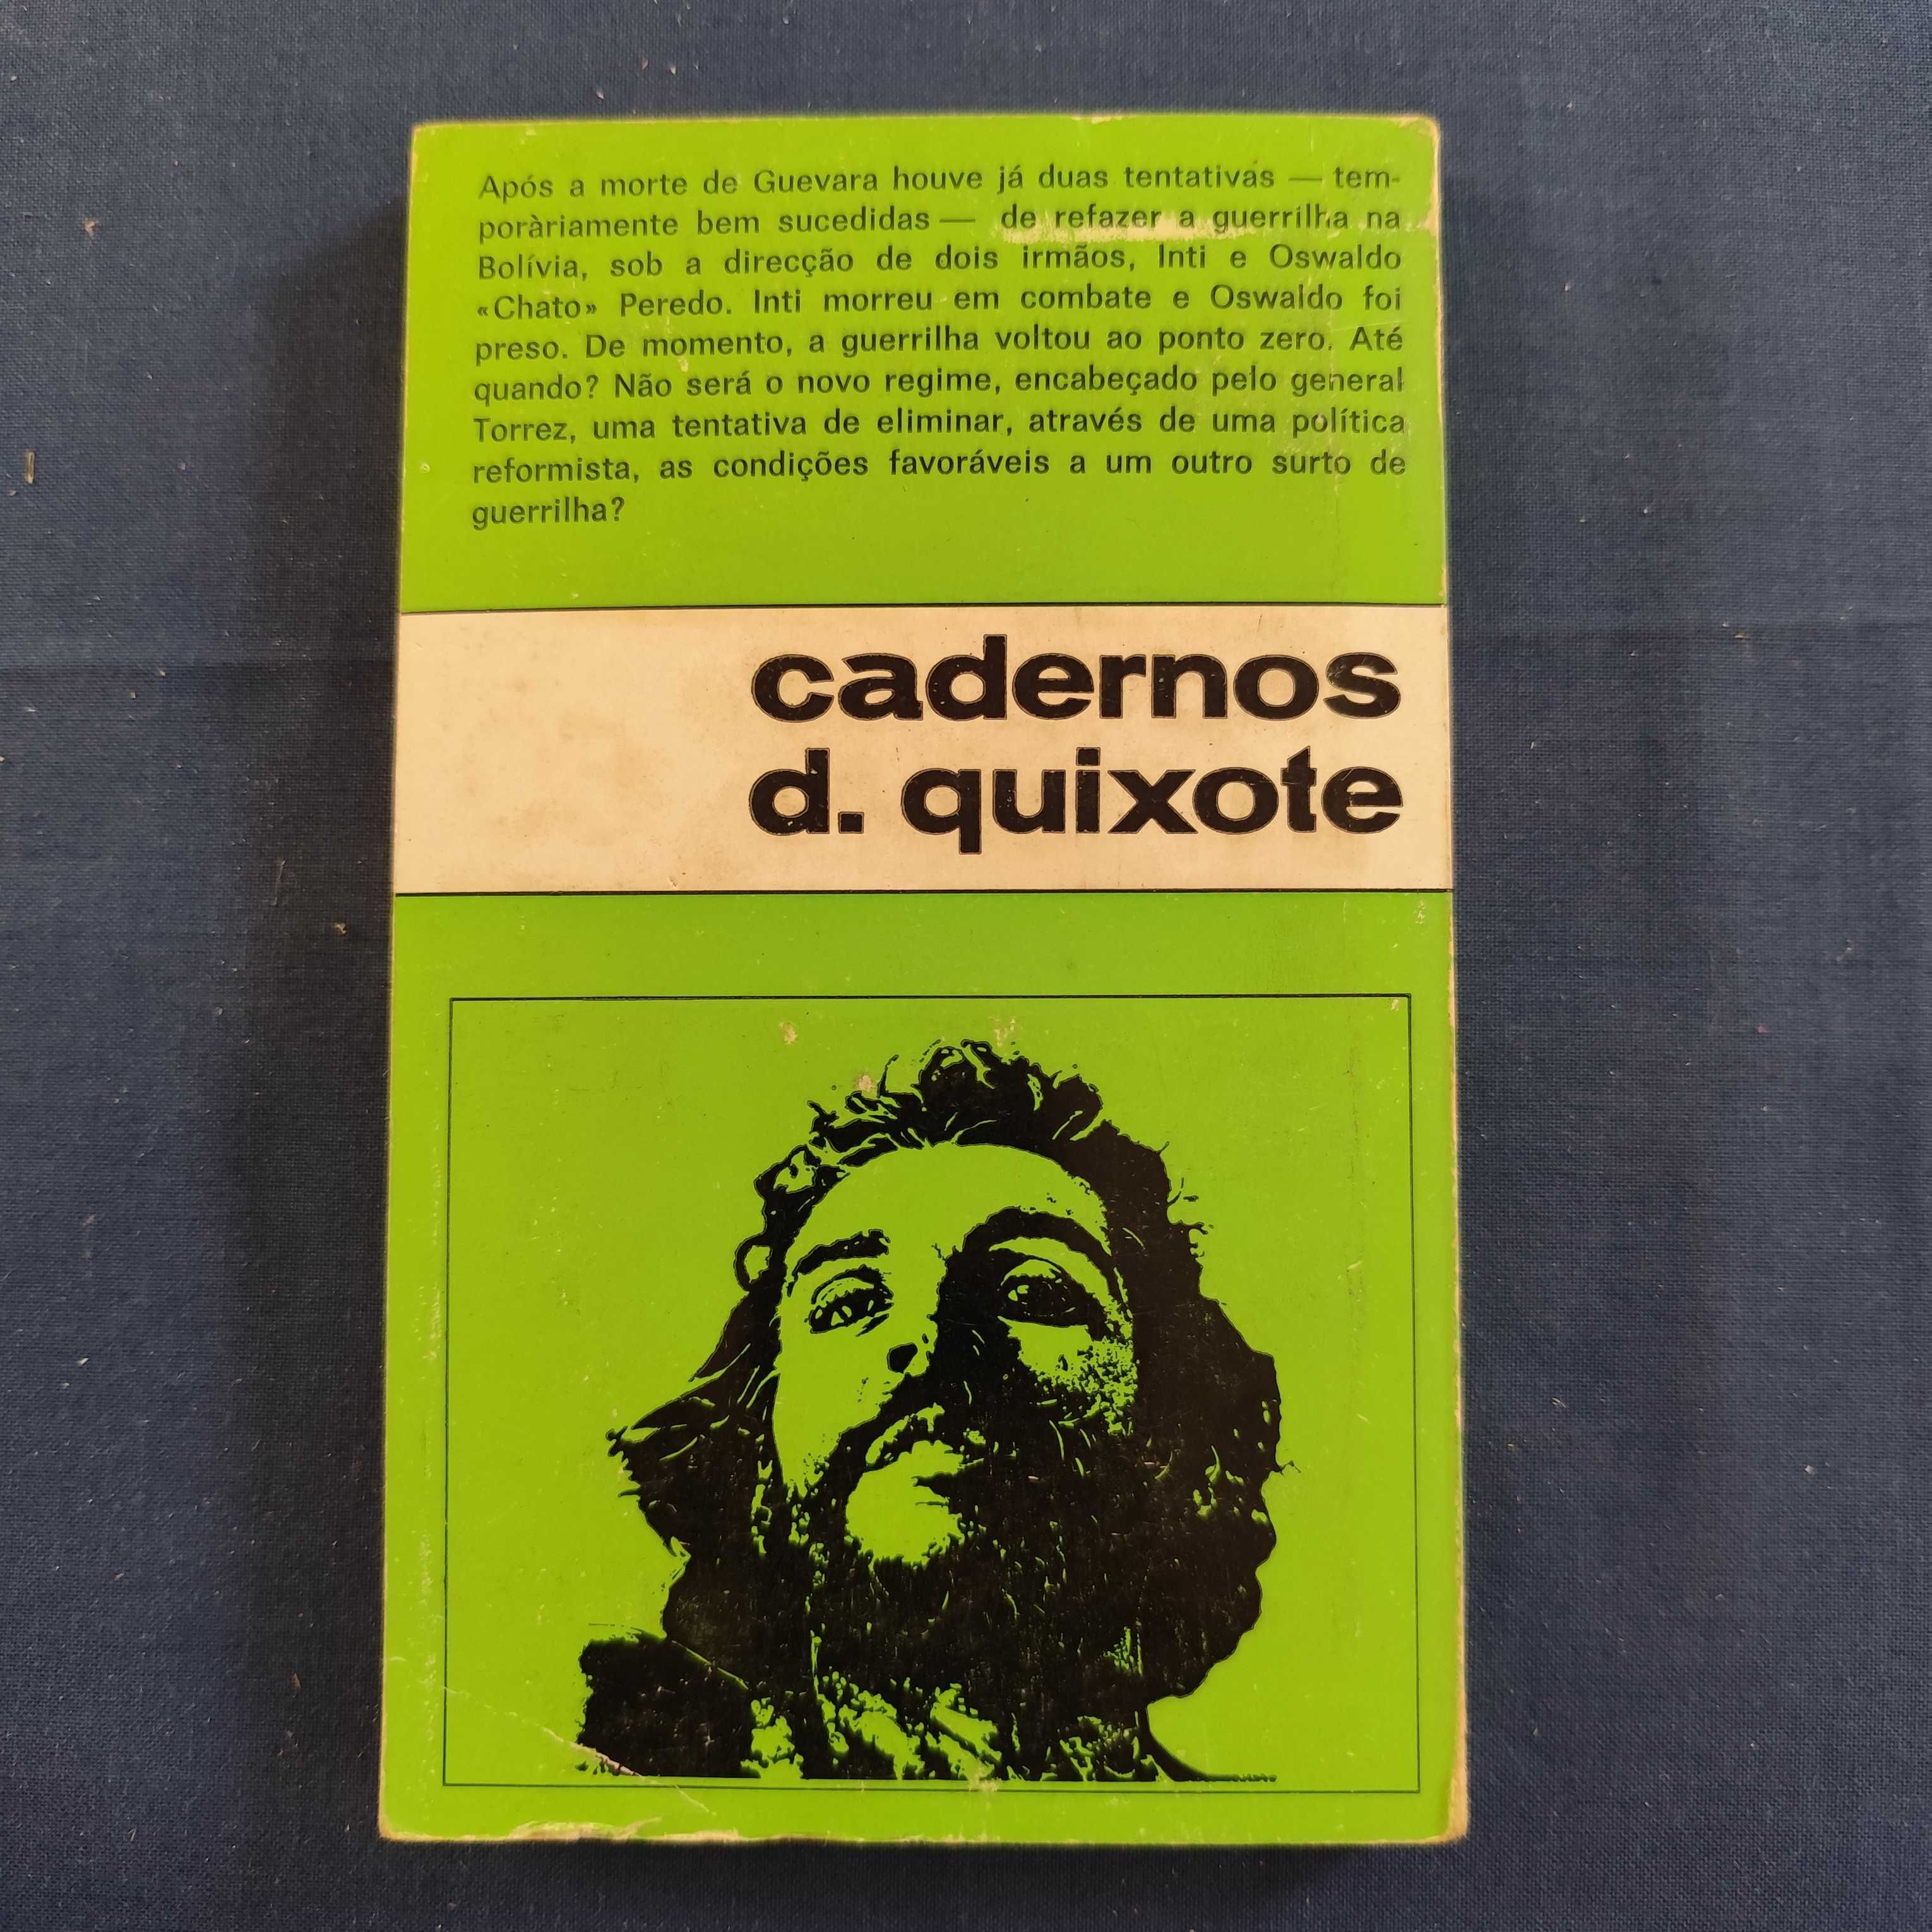 Após a morte de Guevara houve já duas tentativas — tem-
poràriamente bem sucedidas — de refazer a guerrilha na
Bolívia, sob a direcção de dois irmãos, Inti e Oswaldo
«Chato» Peredo. Inti morreu em combate e Oswaldo foi
preso. De momento, a guerrilha voltou ao ponto zero. Até
quando? Não será o novo regime, encabeçado pelo general
Torrez, uma tentativa de eliminar, através de uma política
reformista, as condições favoráveis a um outro surto de
guerrilha?
cadernos
d. quixote